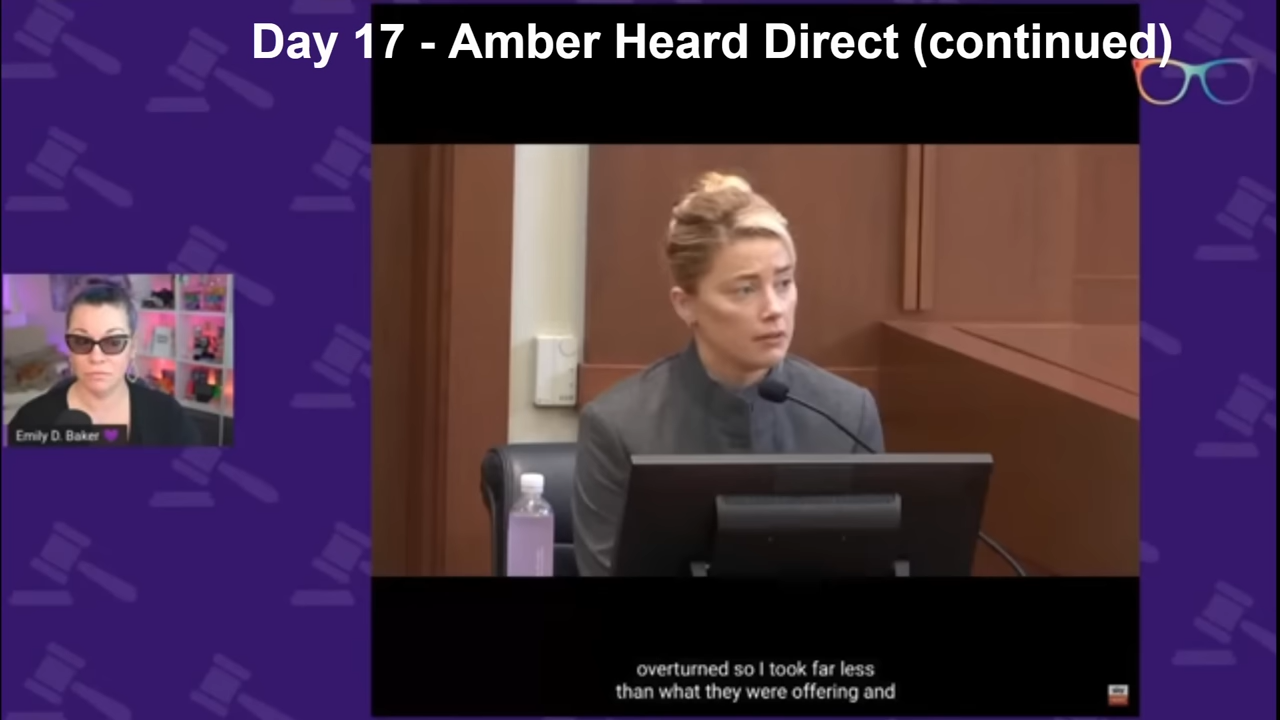 Day 17 - Amber Heard Direct (continued)
Emily D. Baker 💜
overturned so I took far less
than what they were offering and